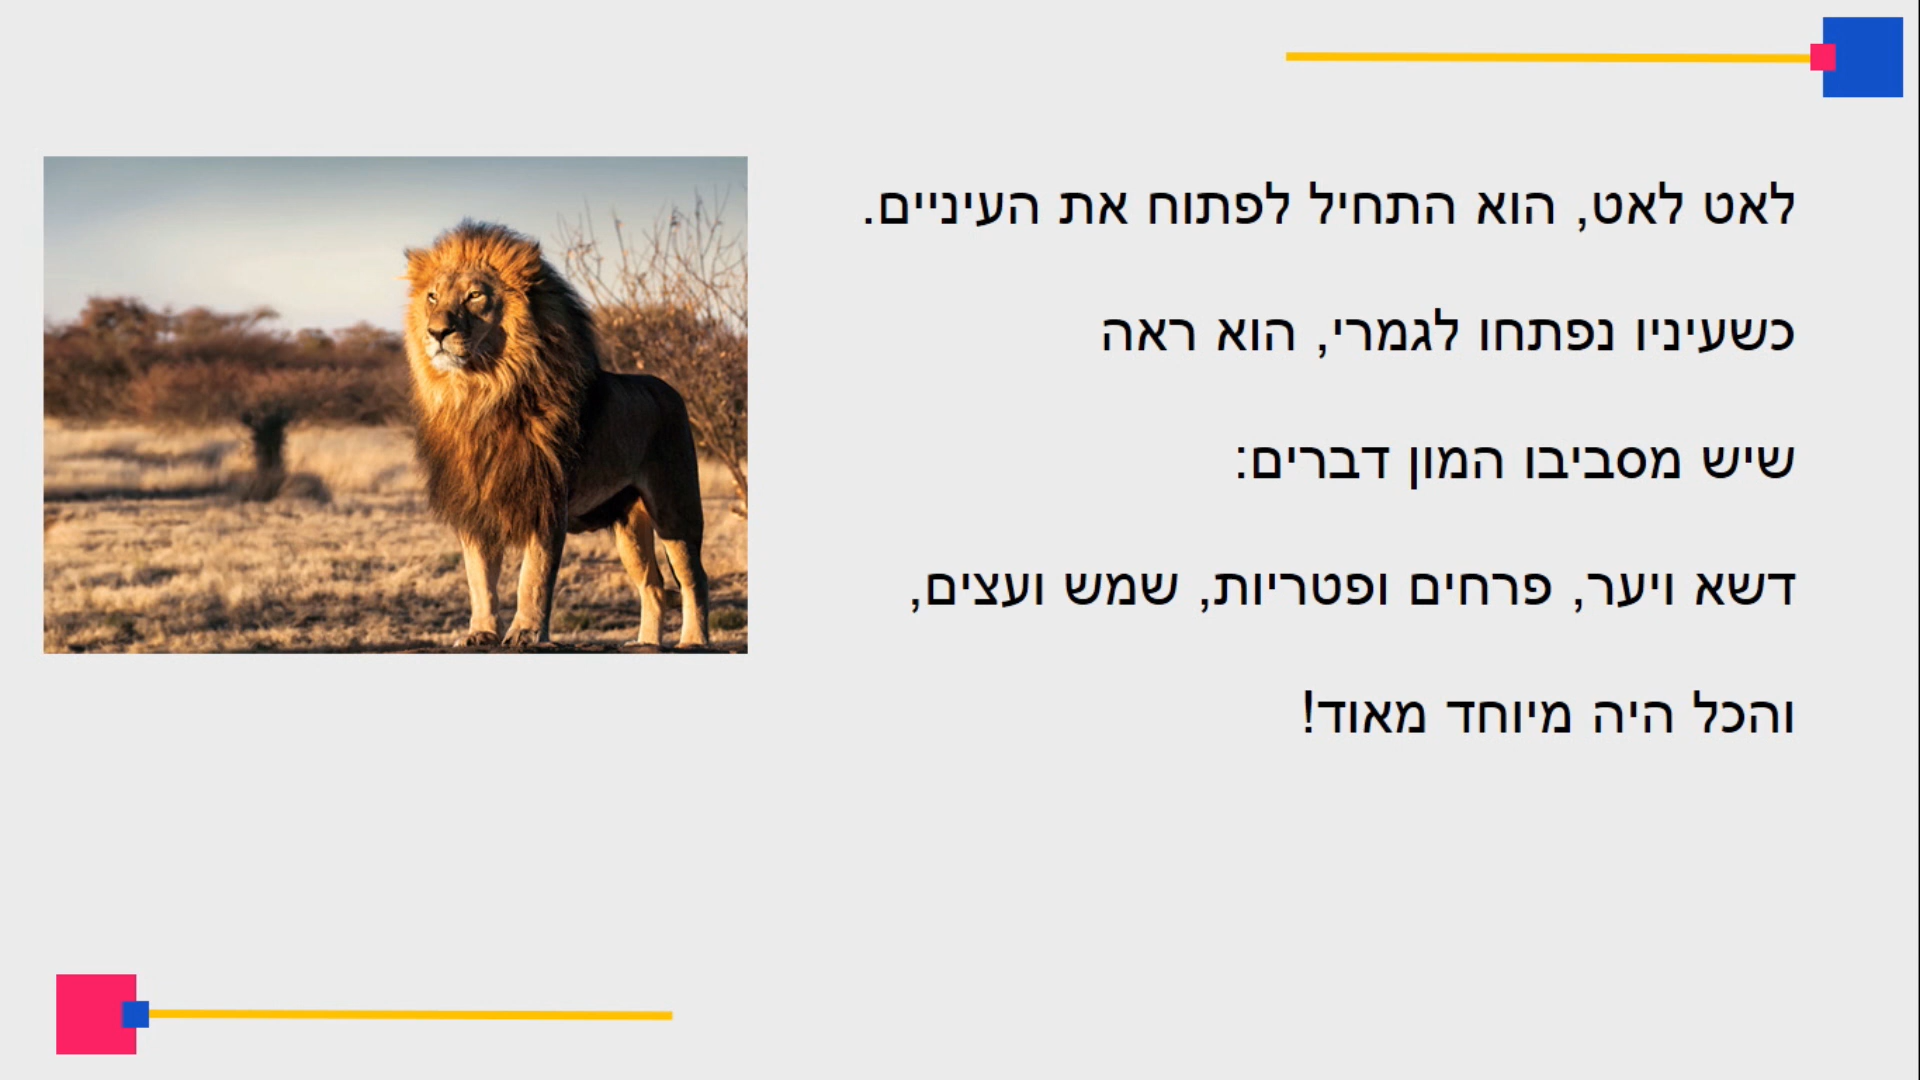 לאט לאט, הוא התחיל לפתוח את העיניים.
כשעיניו נפתחו לגמרי, הוא ראה
שיש מסביבו המון דברים:
דשא ויער, פרחים ופטריות, שמש ועצים,
והכל היה מיוחד מאוד!